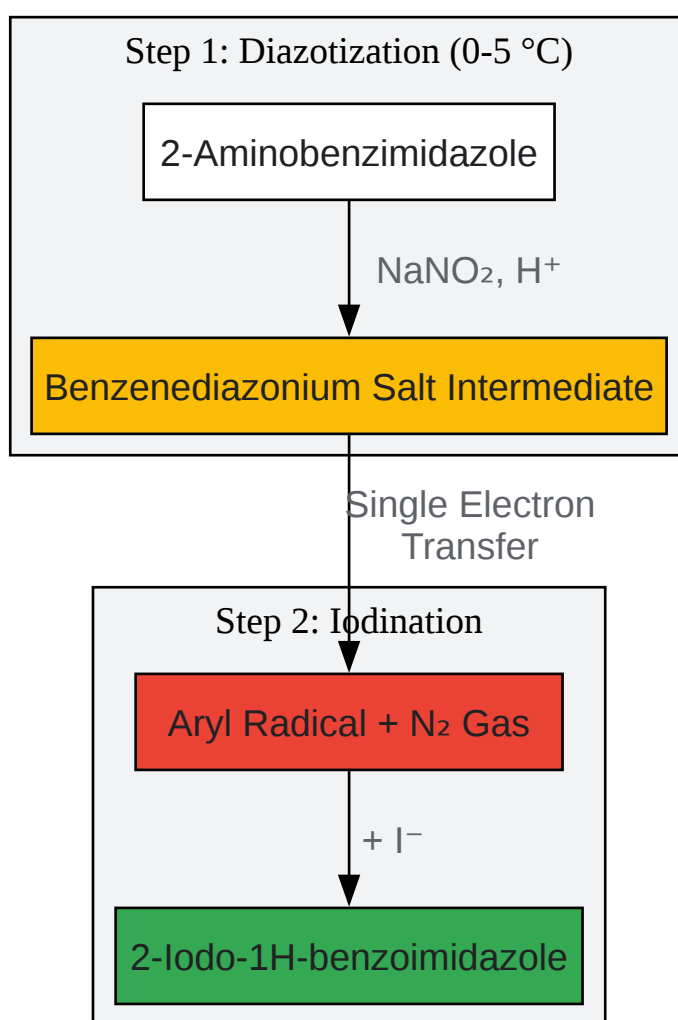 Step 1: Diazotization (0-5 °C)
2-Aminobenzimidazole
NaNO₂, H⁺
Benzenediazonium Salt Intermediate
Single Electron
Transfer
Step 2: Iodination
Aryl Radical + N₂ Gas
+ I⁻
2-Iodo-1H-benzoimidazole